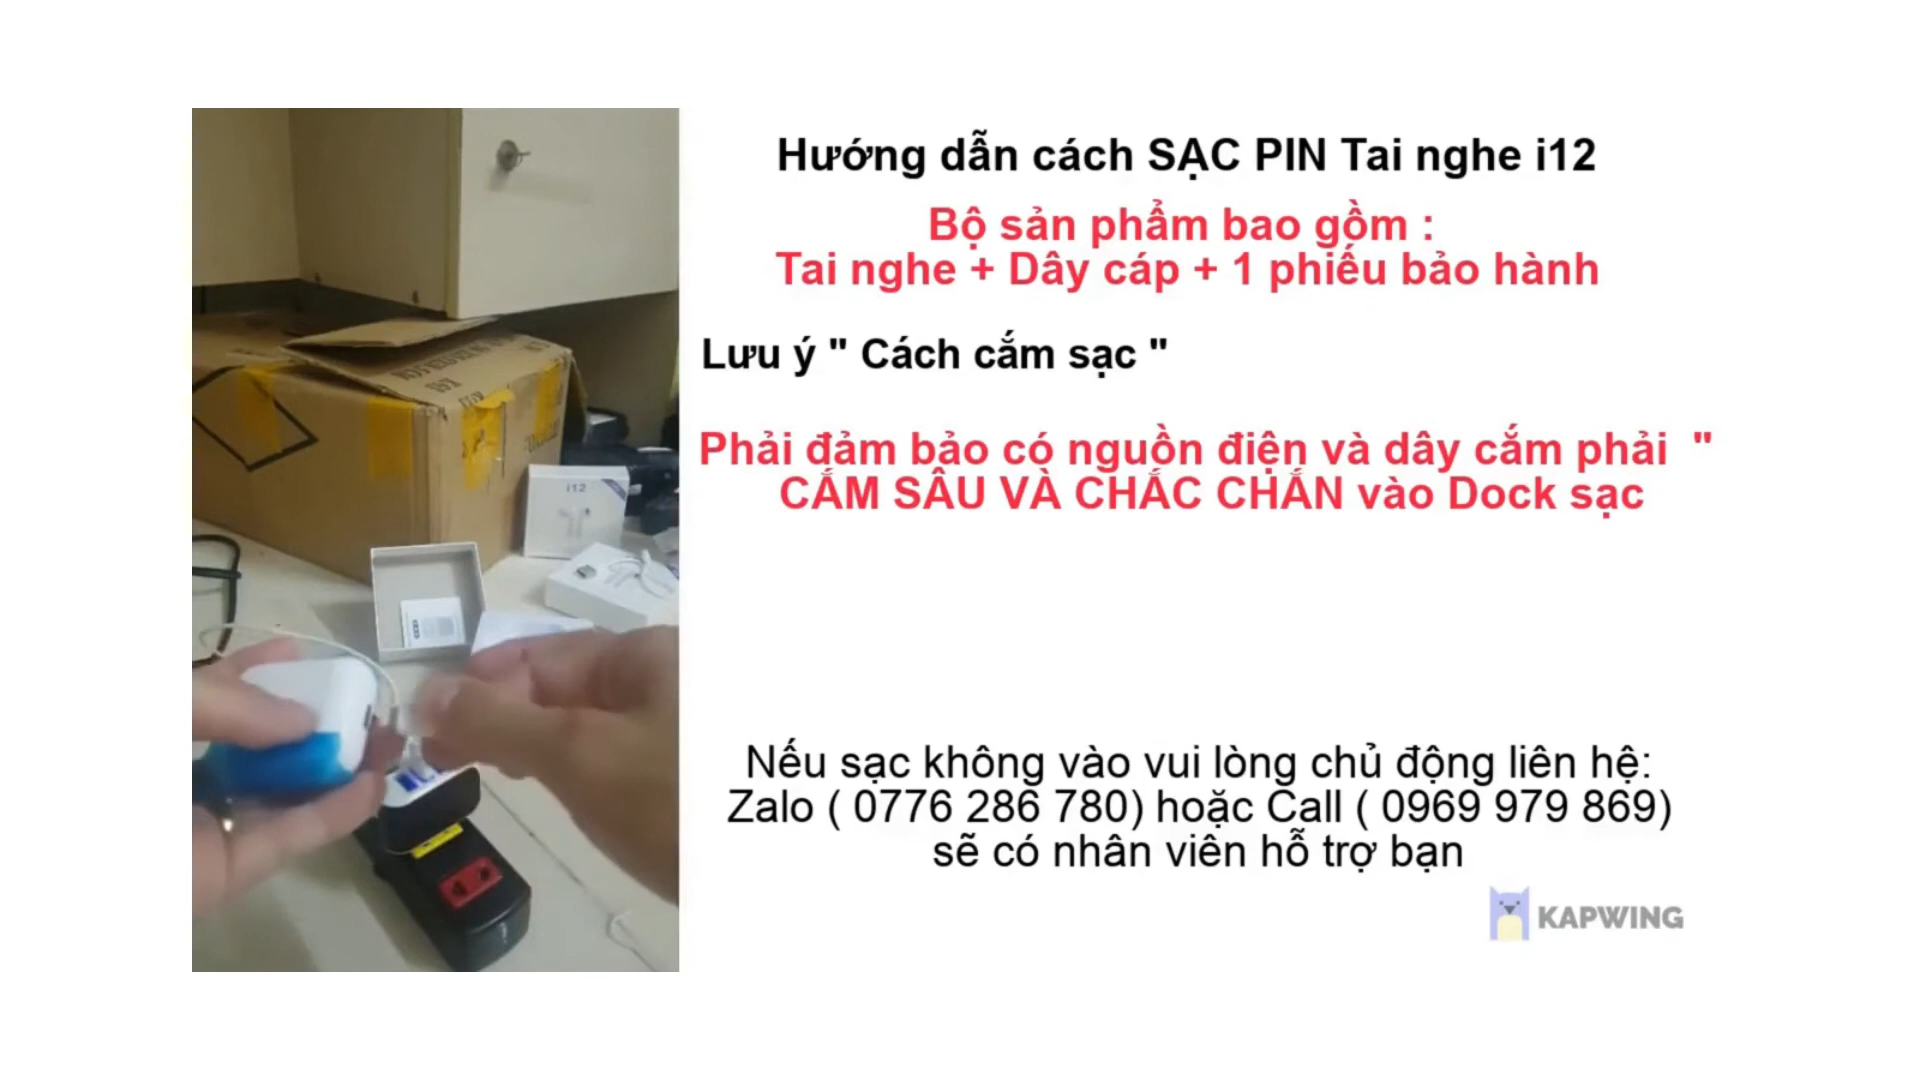 Hướng dẫn cách SẠC PIN Tai nghe i12
Bộ sản phẩm bao gồm :
Tai nghe + Dây cáp + 1 phiếu bảo hành
Lưu ý " Cách cắm sạc "
Phải đảm bảo có nguồn điện và dây cắm phải "
CẮM SÂU VÀ CHẮC CHẮN vào Dock sạc
i12
Nếu sạc không vào vui lòng chủ động liên hệ:
Zalo ( 0776 286 780) hoặc Call ( 0969 979 869)
sẽ có nhân viên hỗ trợ bạn
KAPWING